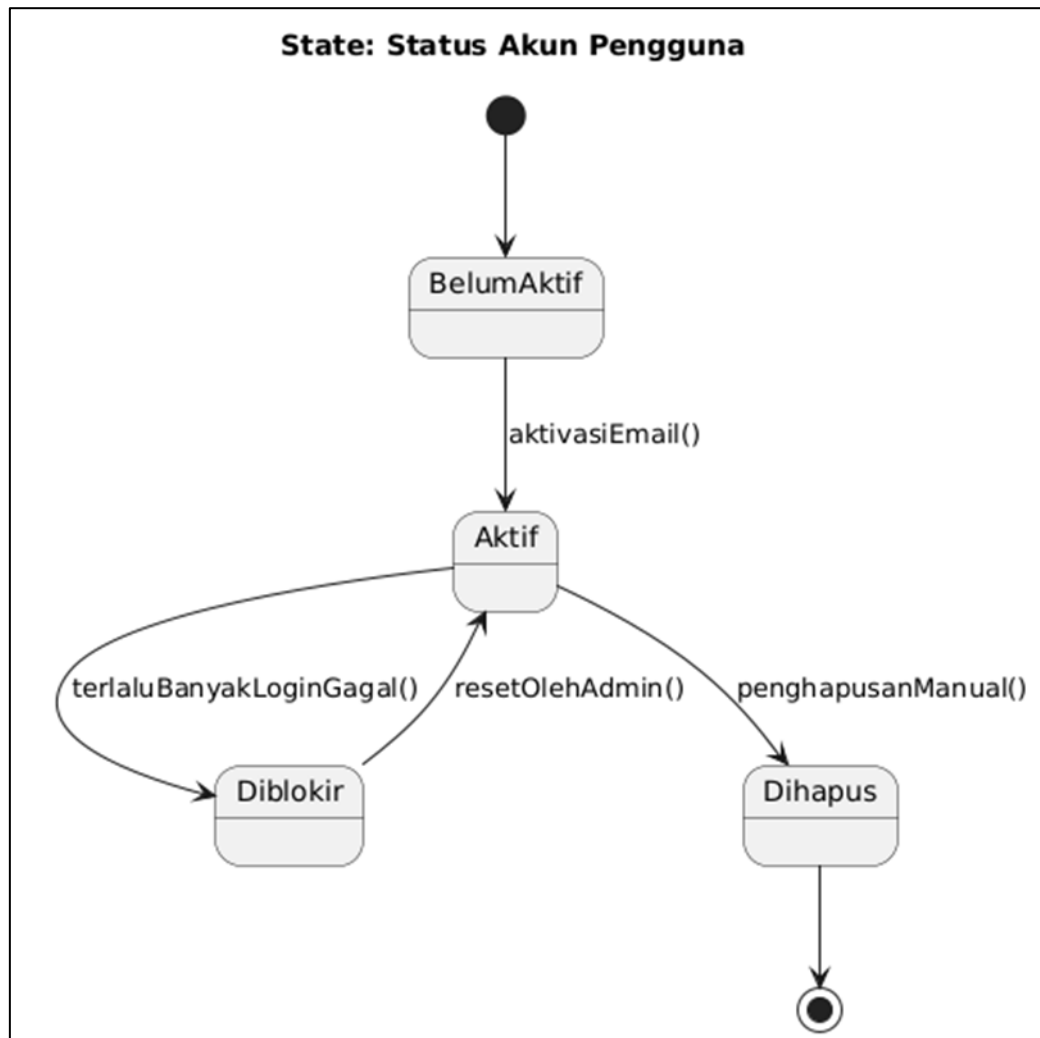 State: Status Akun Pengguna
BelumAktif
aktivasiEmail()
Aktif
terlaluBanyakLoginGagal()
resetOlehAdmin()
penghapusanManual()
Diblokir
Dihapus